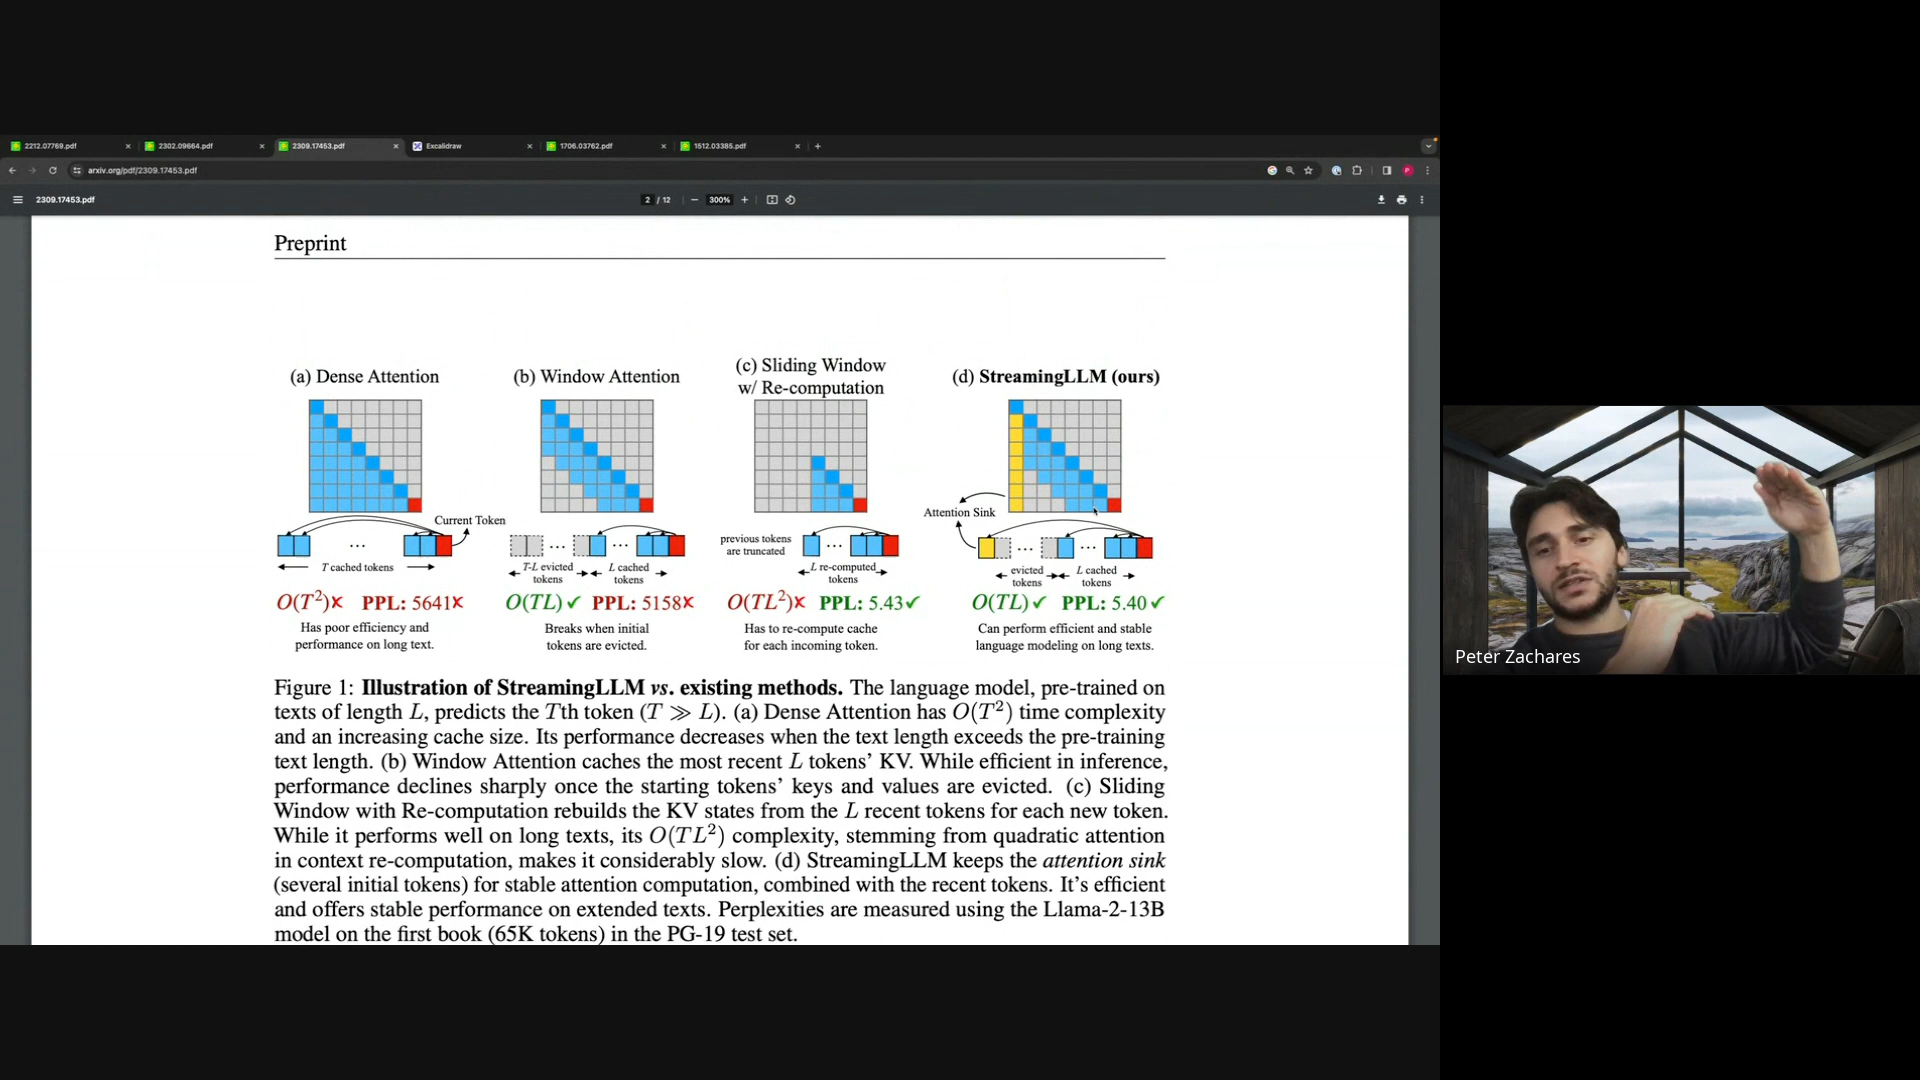 2212.07769.pdf
2302.09664.pdf
2309.17453.pdf
Excalidraw
1706.03762.pdf
1512.03385.pdf
arxiv.org/pdf/2309.17453.pdf
2309.17453.pdf
2 / 12
300%
Preprint
(a) Dense Attention
(b) Window Attention
(c) Sliding Window
w/ Re-computation
(d) StreamingLLM (ours)
Current Token
Attention Sink
T cached tokens
T-L evicted
tokens
L cached
tokens
previous tokens
are truncated
L re-computed
tokens
evicted
tokens
L cached
tokens
O(T²)✗ PPL: 5641✗
O(TL)✓ PPL: 5158✗
O(TL²)✗ PPL: 5.43✓
O(TL)✓ PPL: 5.40✓
Has poor efficiency and
performance on long text.
Breaks when initial
tokens are evicted.
Has to re-compute cache
for each incoming token.
Can perform efficient and stable
language modeling on long texts.
Figure 1: Illustration of StreamingLLM vs. existing methods. The language model, pre-trained on
texts of length L, predicts the Tth token (T ≫ L). (a) Dense Attention has O(T²) time complexity
and an increasing cache size. Its performance decreases when the text length exceeds the pre-training
text length. (b) Window Attention caches the most recent L tokens' KV. While efficient in inference,
performance declines sharply once the starting tokens' keys and values are evicted. (c) Sliding
Window with Re-computation rebuilds the KV states from the L recent tokens for each new token.
While it performs well on long texts, its O(TL²) complexity, stemming from quadratic attention
in context re-computation, makes it considerably slow. (d) StreamingLLM keeps the attention sink
(several initial tokens) for stable attention computation, combined with the recent tokens. It's efficient
and offers stable performance on extended texts. Perplexities are measured using the Llama-2-13B
model on the first book (65K tokens) in the PG-19 test set.
Peter Zachares